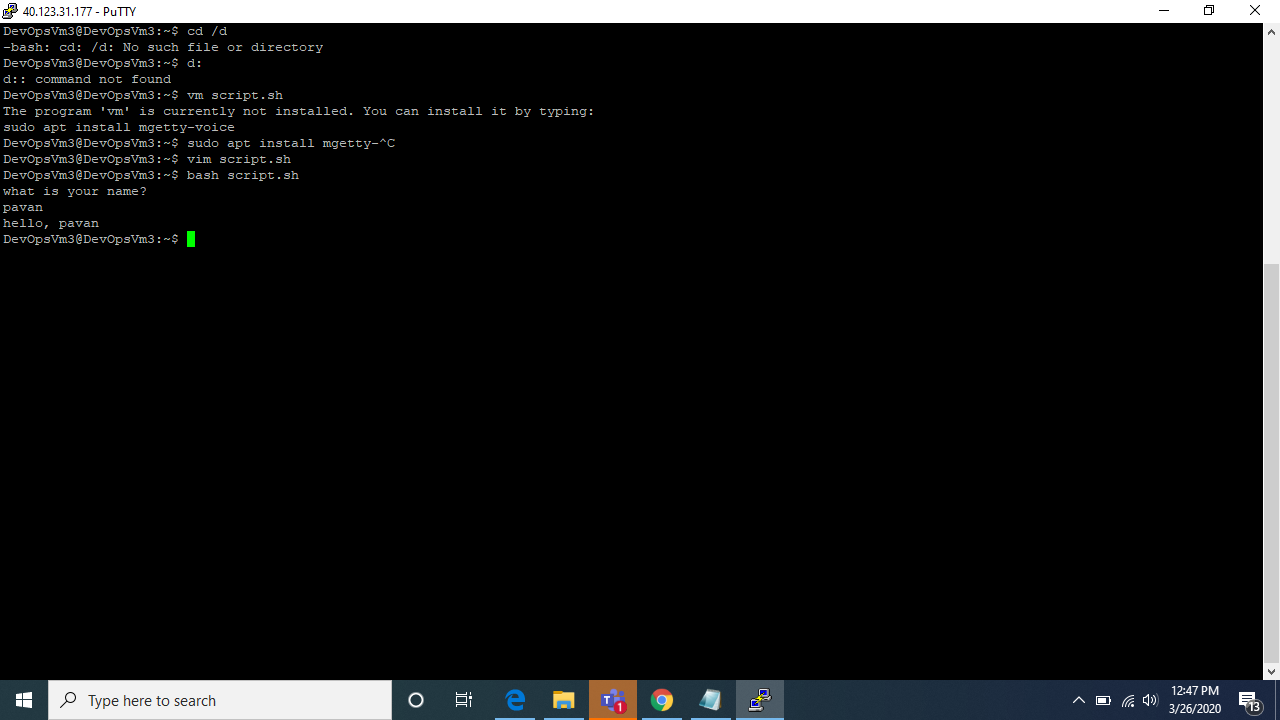 40.123.31.177 - PuTTY
DevOpsVm3@DevOpsVm3:~$ cd /d
-bash: cd: /d: No such file or directory
DevOpsVm3@DevOpsVm3:~$ d:
d:: command not found
DevOpsVm3@DevOpsVm3:~$ vm script.sh
The program 'vm' is currently not installed. You can install it by typing:
sudo apt install mgetty-voice
DevOpsVm3@DevOpsVm3:~$ sudo apt install mgetty-^C
DevOpsVm3@DevOpsVm3:~$ vim script.sh
DevOpsVm3@DevOpsVm3:~$ bash script.sh
what is your name?
pavan
hello, pavan
DevOpsVm3@DevOpsVm3:~$
Type here to search
T
1
12:47 PM
3/26/2020
13